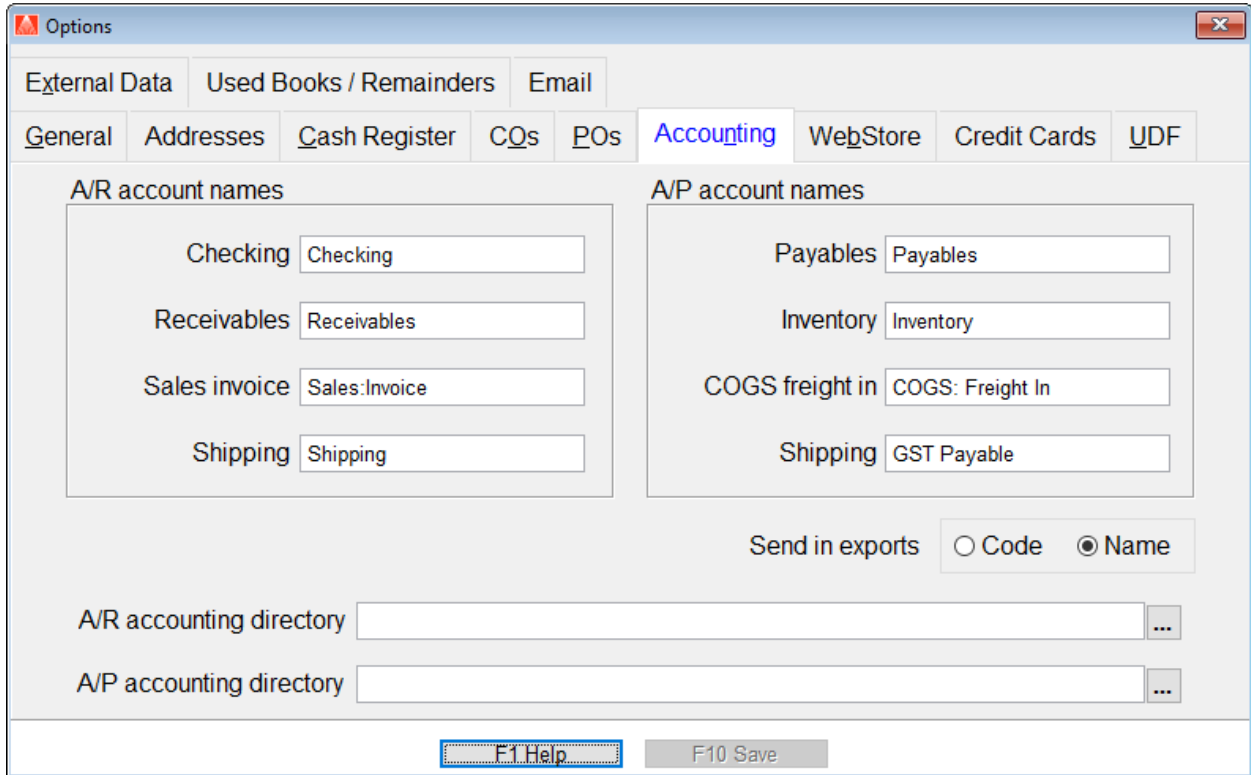 Options
External Data Used Books / Remainders Email
General Addresses Cash Register COs POs Accounting WebStore Credit Cards UDF
A/R account names
Checking Checking
Receivables Receivables
Sales invoice Sales:Invoice
Shipping Shipping
A/P account names
Payables Payables
Inventory Inventory
COGS freight in COGS: Freight In
Shipping GST Payable
Send in exports Code Name
A/R accounting directory ...
A/P accounting directory ...
F1 Help F10 Save